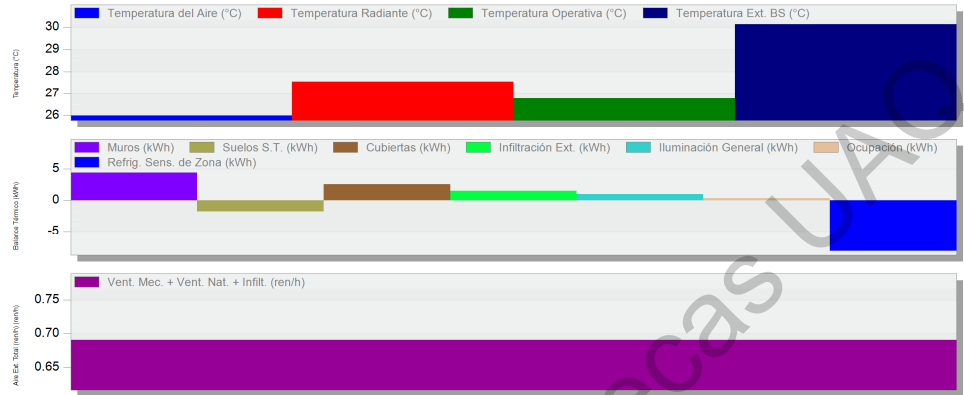 Temperatura del Aire (°C) Temperatura Radiante (°C) Temperatura Operativa (°C) Temperatura Ext. BS (°C)
30
29
28
27
26
Temperatura (°C)
Muros (kWh) Suelos S.T. (kWh) Cubiertas (kWh) Infiltración Ext. (kWh) Iluminación General (kWh) Ocupación (kWh)
Refrig. Sens. de Zona (kWh)
5
0
-5
Balance Térmico (kWh)
Vent. Mec. + Vent. Nat. + Infilt. (ren/h)
0.75
0.70
0.65
Aire Ext. Total (ren/h) (ren/h)
ecas UAO